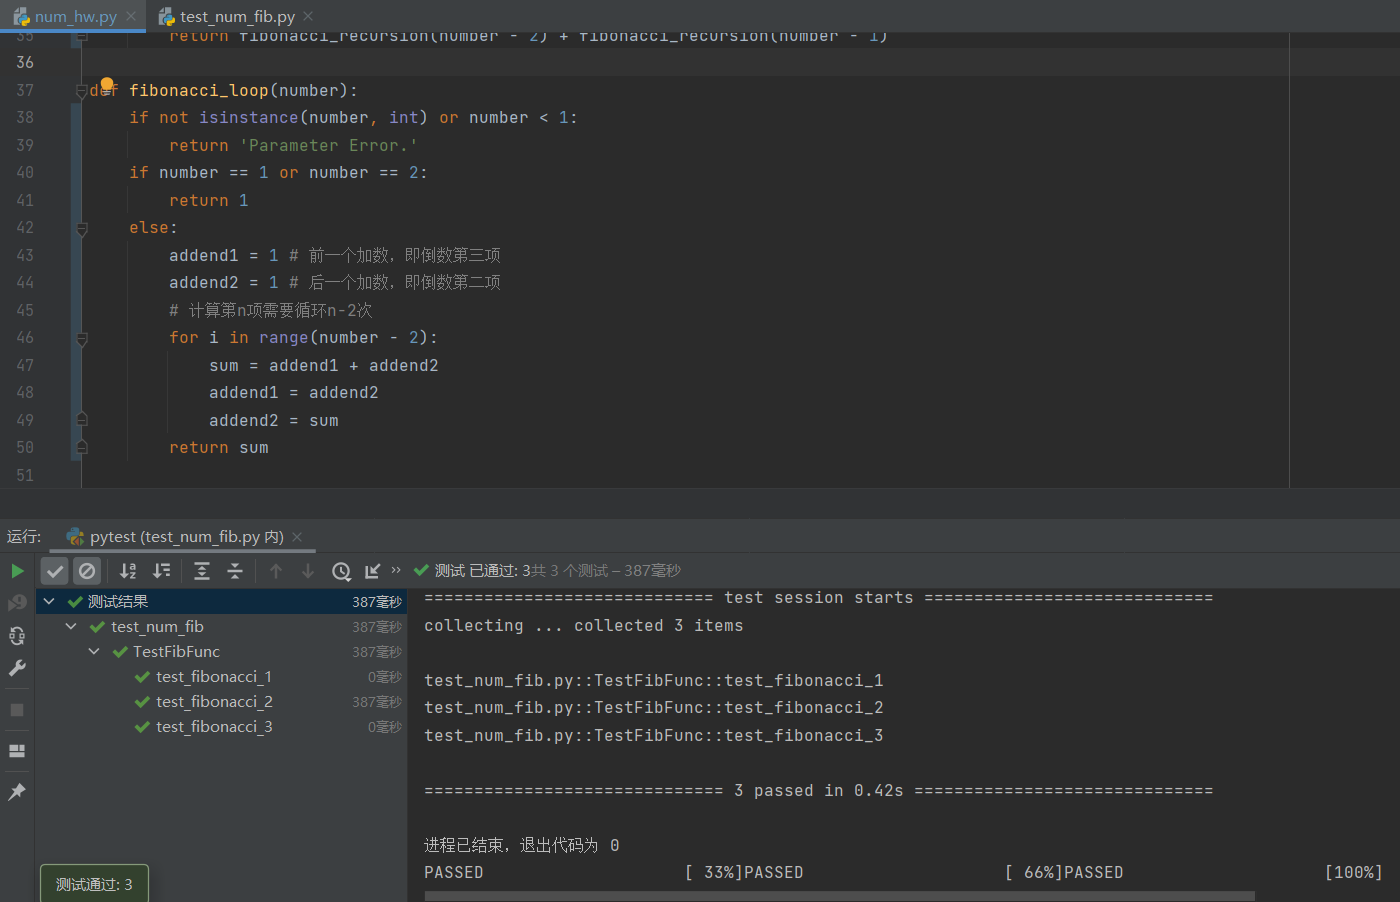 num_hw.py test_num_fib.py
35 return fibonacci_recursion(number - 2) + fibonacci_recursion(number - 1)
36
37 def fibonacci_loop(number):
38 if not isinstance(number, int) or number < 1:
39 return 'Parameter Error.'
40 if number == 1 or number == 2:
41 return 1
42 else:
43 addend1 = 1 # 前一个加数，即倒数第三项
44 addend2 = 1 # 后一个加数，即倒数第二项
45 # 计算第n项需要循环n-2次
46 for i in range(number - 2):
47 sum = addend1 + addend2
48 addend1 = addend2
49 addend2 = sum
50 return sum
51
运行: pytest (test_num_fib.py 内)
测试 已通过: 3共 3 个测试 – 387毫秒
测试结果 387毫秒
test_num_fib 387毫秒
TestFibFunc 387毫秒
test_fibonacci_1 0毫秒
test_fibonacci_2 387毫秒
test_fibonacci_3 0毫秒
============================= test session starts =============================
collecting ... collected 3 items
test_num_fib.py::TestFibFunc::test_fibonacci_1
test_num_fib.py::TestFibFunc::test_fibonacci_2
test_num_fib.py::TestFibFunc::test_fibonacci_3
============================== 3 passed in 0.42s ==============================
进程已结束，退出代码为 0
PASSED [ 33%]PASSED [ 66%]PASSED [100%]
测试通过: 3